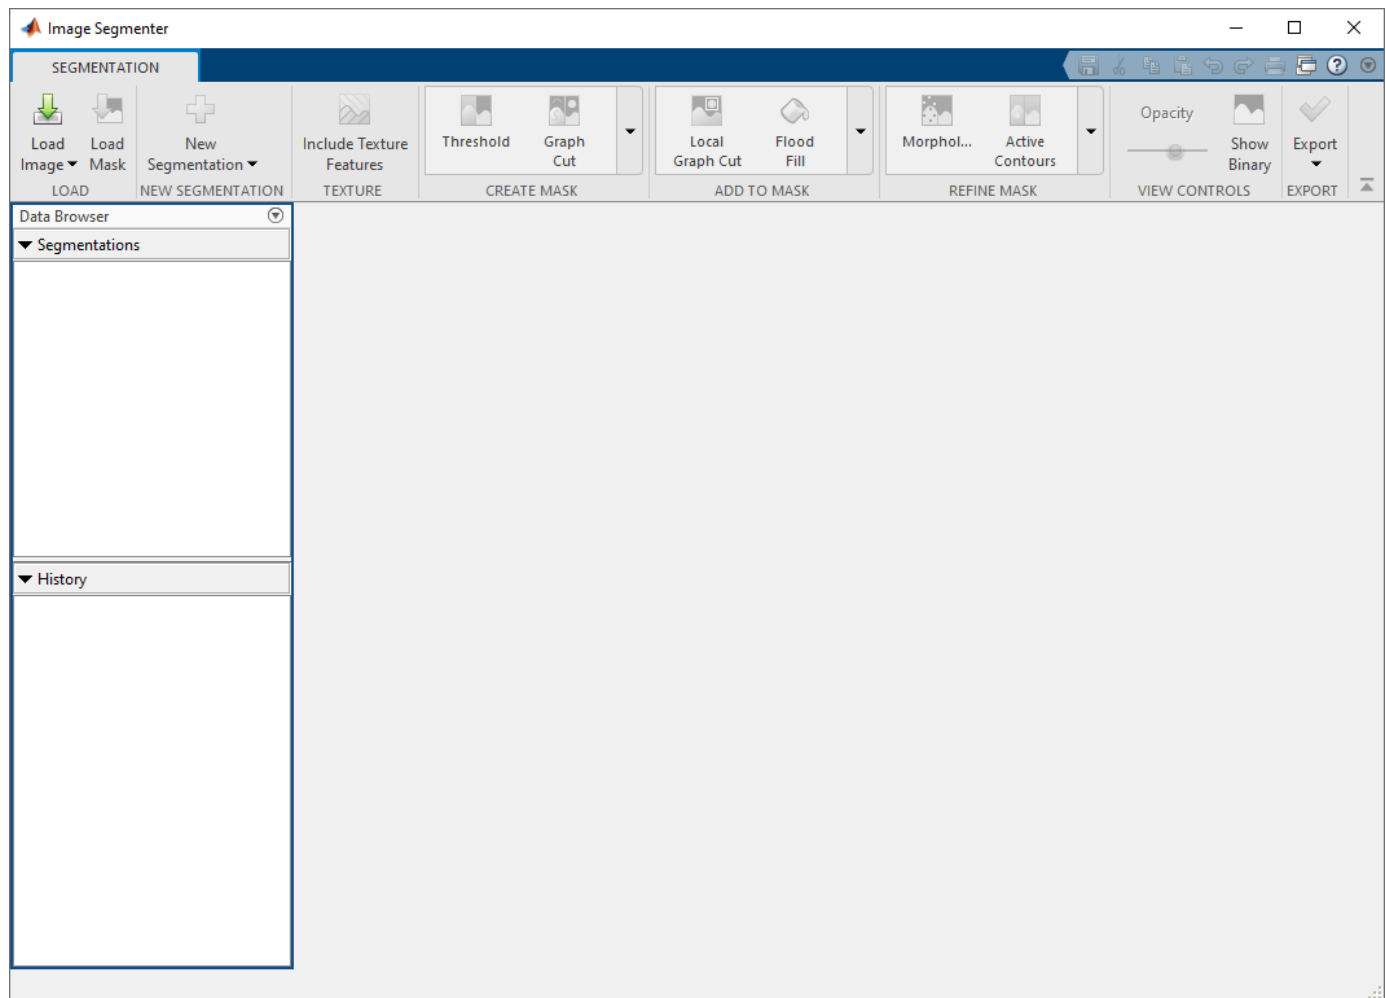 Image Segmenter
SEGMENTATION
Load Image
Load Mask
New Segmentation
Include Texture Features
Threshold
Graph Cut
Local Graph Cut
Flood Fill
Morphol...
Active Contours
Opacity
Show Binary
Export
LOAD
NEW SEGMENTATION
TEXTURE
CREATE MASK
ADD TO MASK
REFINE MASK
VIEW CONTROLS
EXPORT
Data Browser
Segmentations
History